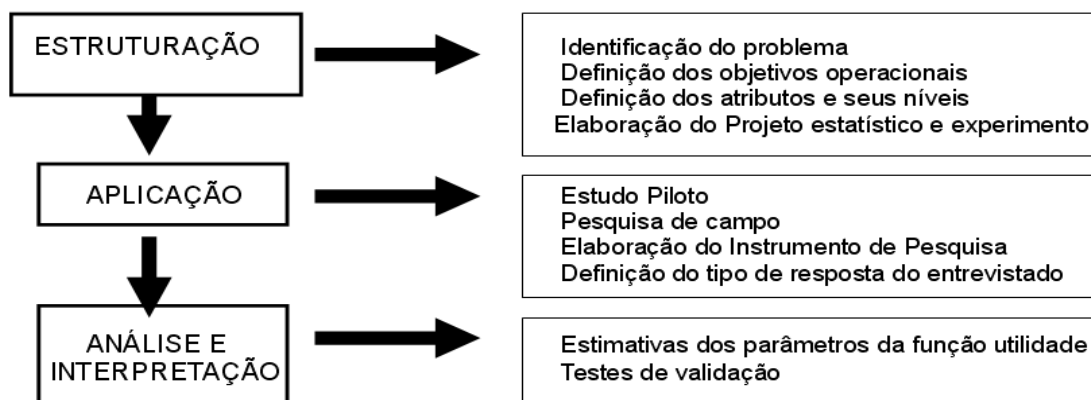 ESTRUTURAÇÃO
Identificação do problema
Definição dos objetivos operacionais
Definição dos atributos e seus níveis
Elaboração do Projeto estatístico e experimento
APLICAÇÃO
Estudo Piloto
Pesquisa de campo
Elaboração do Instrumento de Pesquisa
Definição do tipo de resposta do entrevistado
ANÁLISE E
INTERPRETAÇÃO
Estimativas dos parâmetros da função utilidade
Testes de validação